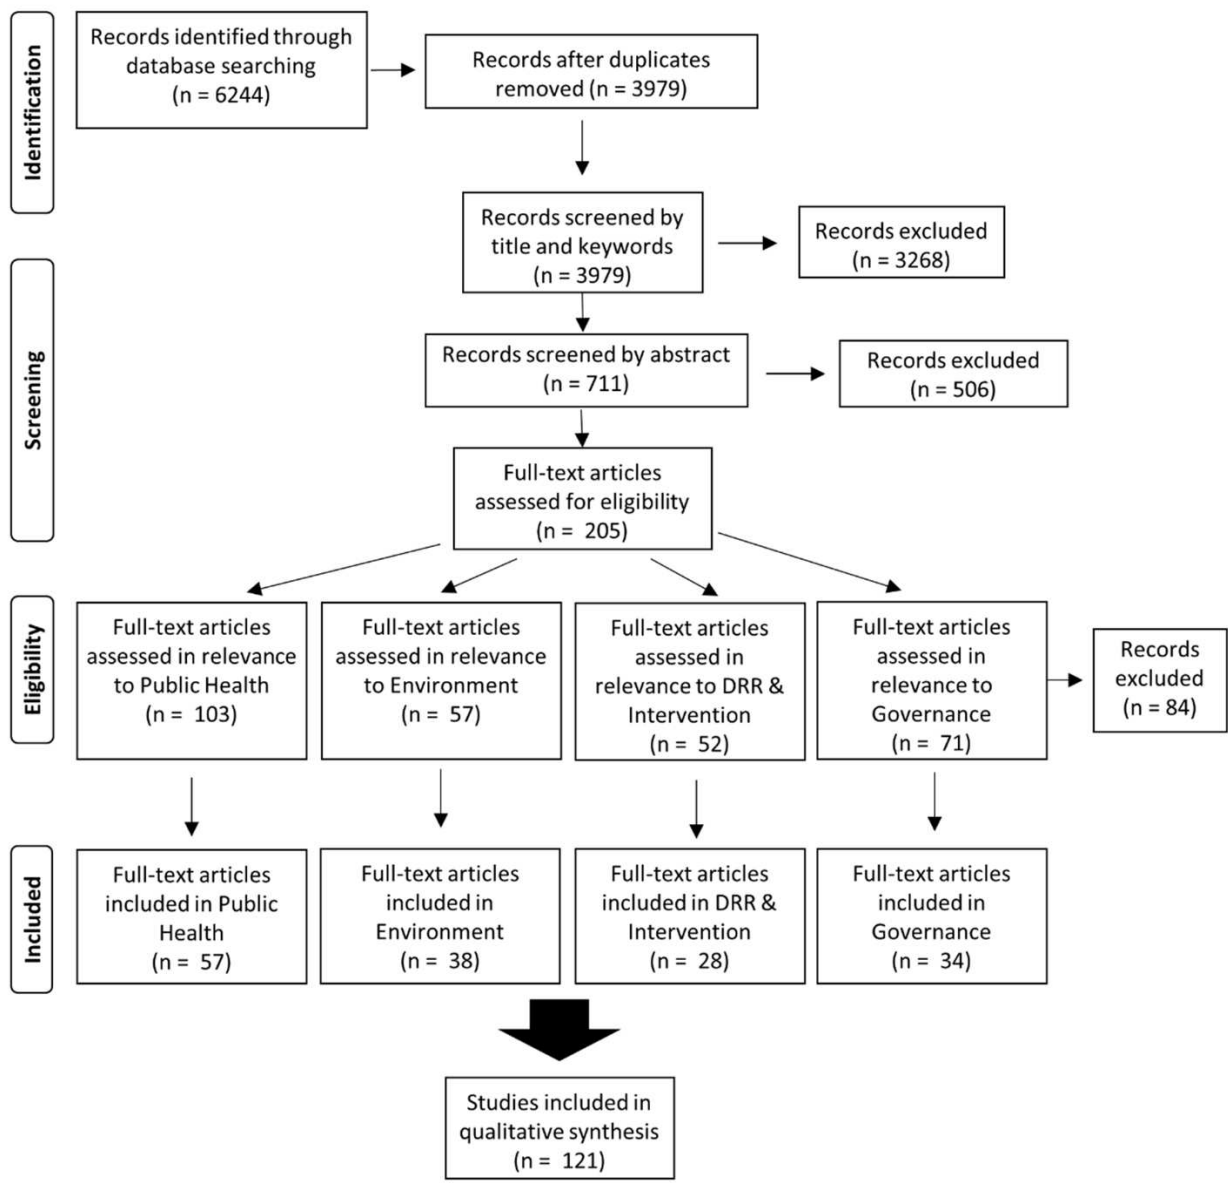 Identification
Records identified through
database searching
(n = 6244)
Records after duplicates
removed (n = 3979)
Records screened by
title and keywords
(n = 3979)
Records excluded
(n = 3268)
Screening
Records screened by abstract
(n = 711)
Records excluded
(n = 506)
Full-text articles
assessed for eligibility
(n = 205)
Eligibility
Full-text articles
assessed in relevance
to Public Health
(n = 103)
Full-text articles
assessed in relevance
to Environment
(n = 57)
Full-text articles
assessed in
relevance to DRR &
Intervention
(n = 52)
Full-text articles
assessed in
relevance to
Governance
(n = 71)
Records
excluded
(n = 84)
Included
Full-text articles
included in Public
Health
(n = 57)
Full-text articles
included in
Environment
(n = 38)
Full-text articles
included in DRR &
Intervention
(n = 28)
Full-text articles
included in
Governance
(n = 34)
Studies included in
qualitative synthesis
(n = 121)